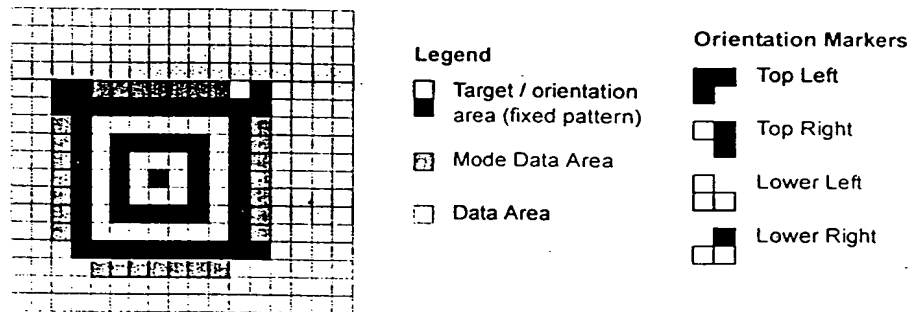 Legend
Target / orientation
area (fixed pattern)
Mode Data Area
Data Area
Orientation Markers
Top Left
Top Right
Lower Left
Lower Right